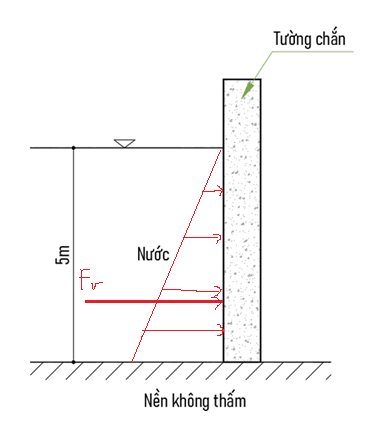 Tường chắn
5m
Nước
Fv
Nền không thấm